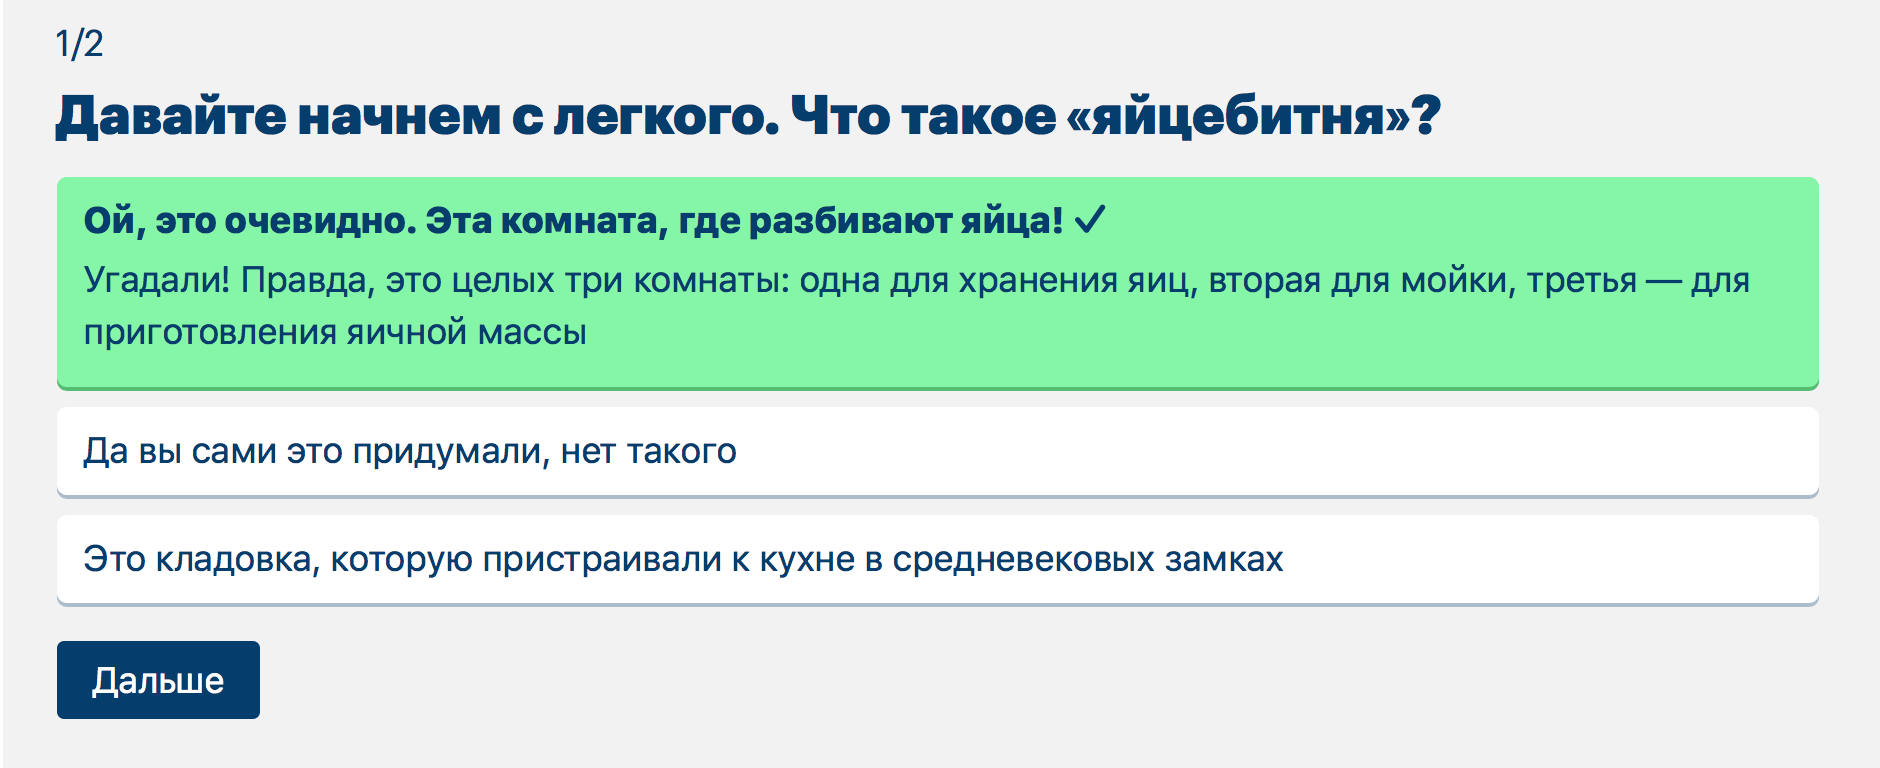 1/2
Давайте начнем с легкого. Что такое «яйцебитня»?
Ой, это очевидно. Эта комната, где разбивают яйца! ✓
Угадали! Правда, это целых три комнаты: одна для хранения яиц, вторая для мойки, третья — для
приготовления яичной массы
Да вы сами это придумали, нет такого
Это кладовка, которую пристраивали к кухне в средневековых замках
Дальше